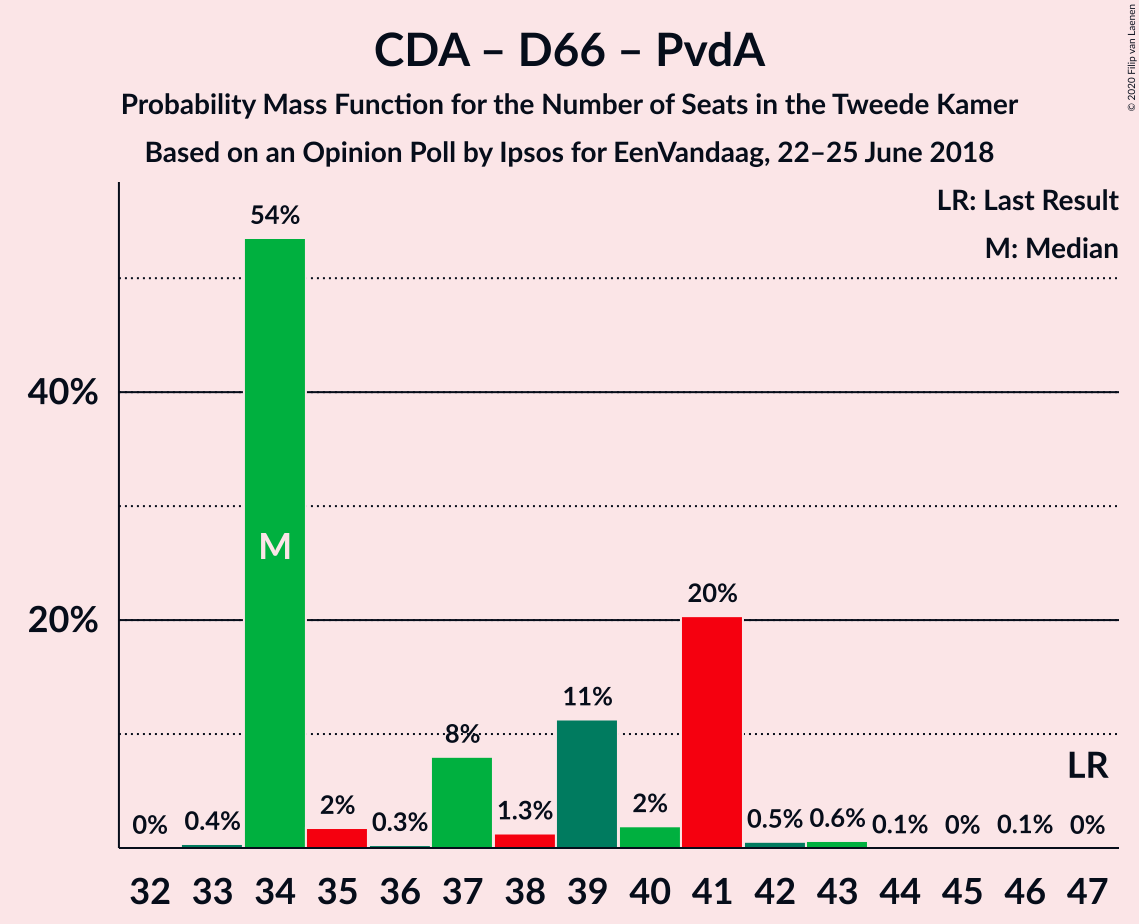 CDA – D66 – PvdA
Probability Mass Function for the Number of Seats in the Tweede Kamer
Based on an Opinion Poll by Ipsos for EenVandaag, 22–25 June 2018
© 2020 Filip van Laenen
LR: Last Result
M: Median
54%
40%
M
20%
20%
11%
8%
LR
0%
0.4%
2%
0.3%
1.3%
2%
0.5%
0.6%
0.1%
0%
0.1%
0%
32 33 34 35 36 37 38 39 40 41 42 43 44 45 46 47